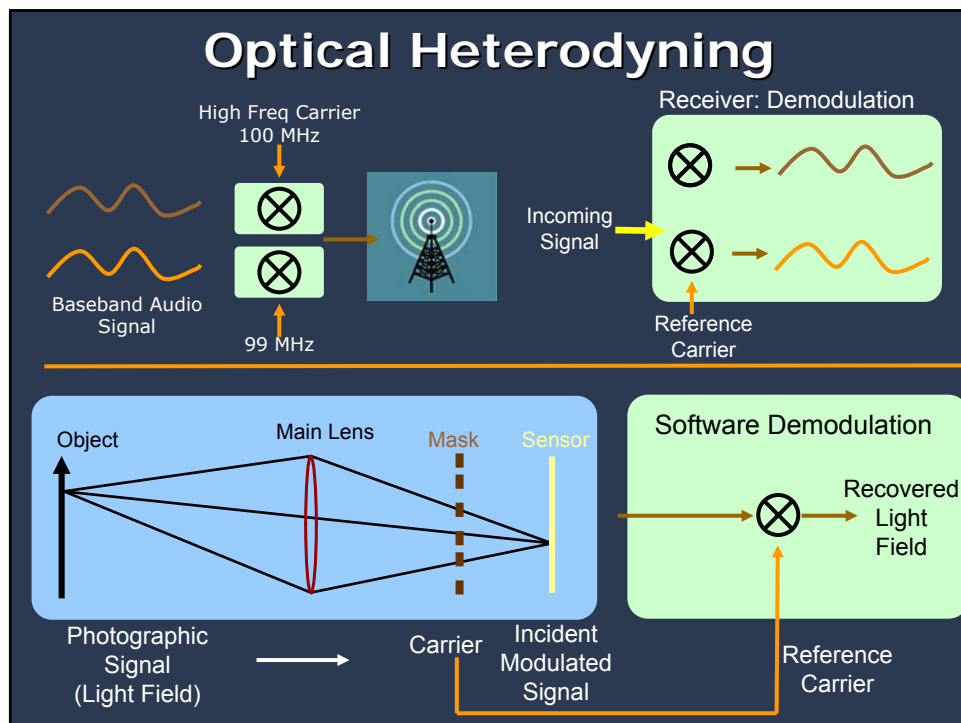 Optical Heterodyning
High Freq Carrier
100 MHz
Receiver: Demodulation
Incoming
Signal
Baseband Audio
Signal
99 MHz
Reference
Carrier
Object
Main Lens
Mask
Sensor
Software Demodulation
Recovered
Light
Field
Photographic
Signal
(Light Field)
Carrier
Incident
Modulated
Signal
Reference
Carrier